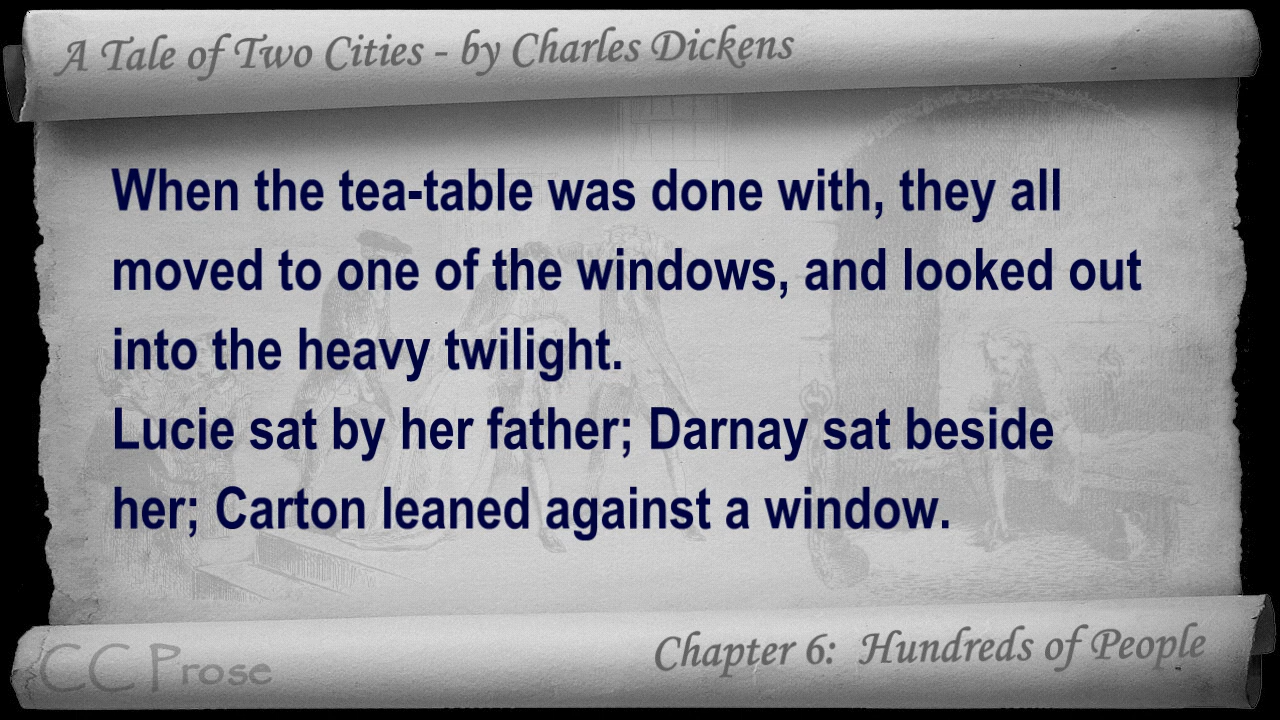 A Tale of Two Cities - by Charles Dickens
When the tea-table was done with, they all
moved to one of the windows, and looked out
into the heavy twilight.
Lucie sat by her father; Darnay sat beside
her; Carton leaned against a window.
Chapter 6: Hundreds of People
CC Prose